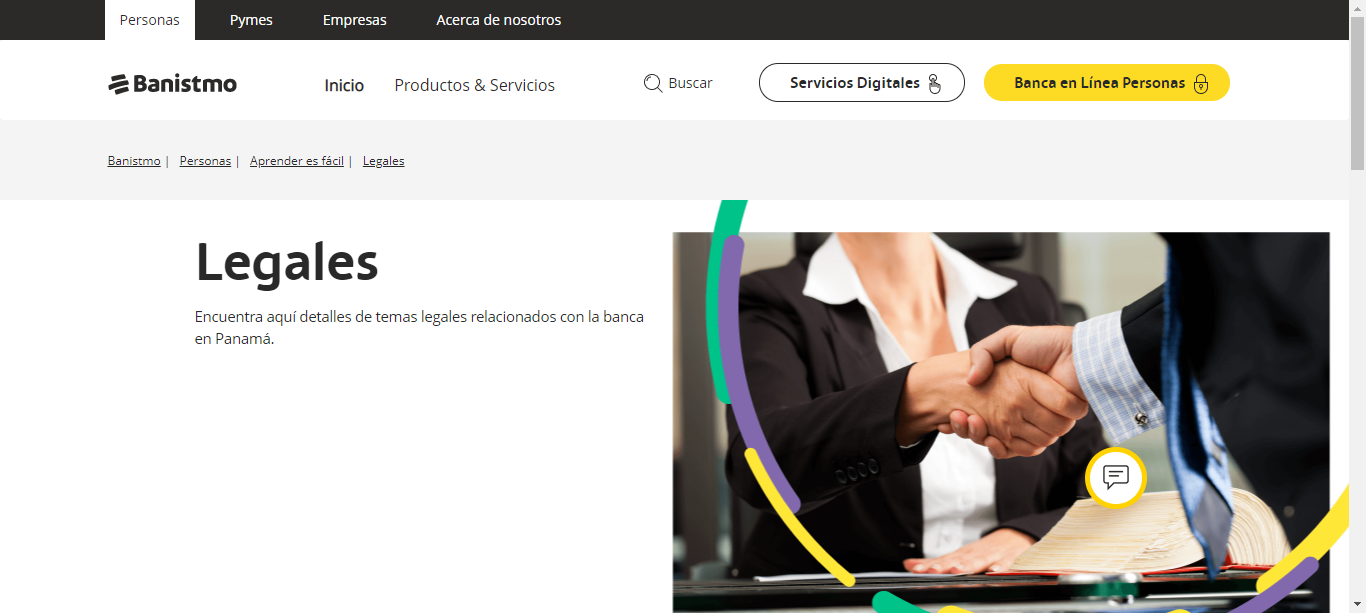 Personas Pymes Empresas Acerca de nosotros
Banistmo Inicio Productos & Servicios Buscar Servicios Digitales Banca en Línea Personas
Banistmo | Personas | Aprender es fácil | Legales
Legales
Encuentra aquí detalles de temas legales relacionados con la banca
en Panamá.